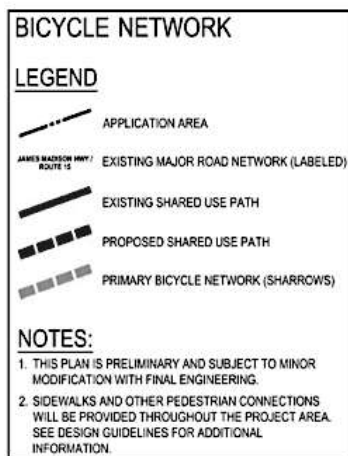 BICYCLE NETWORK
LEGEND
APPLICATION AREA
JAMES MADISON HWY /
ROUTE 15
EXISTING MAJOR ROAD NETWORK (LABELED)
EXISTING SHARED USE PATH
PROPOSED SHARED USE PATH
PRIMARY BICYCLE NETWORK (SHARROWS)
NOTES:
1. THIS PLAN IS PRELIMINARY AND SUBJECT TO MINOR
MODIFICATION WITH FINAL ENGINEERING.
2. SIDEWALKS AND OTHER PEDESTRIAN CONNECTIONS
WILL BE PROVIDED THROUGHOUT THE PROJECT AREA.
SEE DESIGN GUIDELINES FOR ADDITIONAL
INFORMATION.